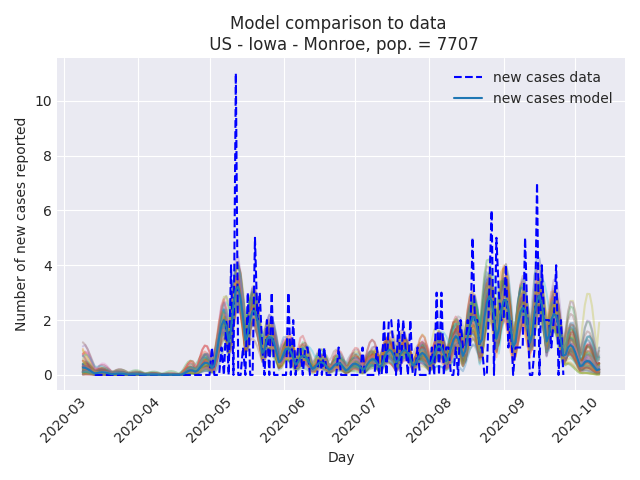 Model comparison to data
US - Iowa - Monroe, pop. = 7707
new cases data
new cases model
Number of new cases reported
10
8
6
4
2
0
2020-03
2020-04
2020-05
2020-06
2020-07
2020-08
2020-09
2020-10
Day